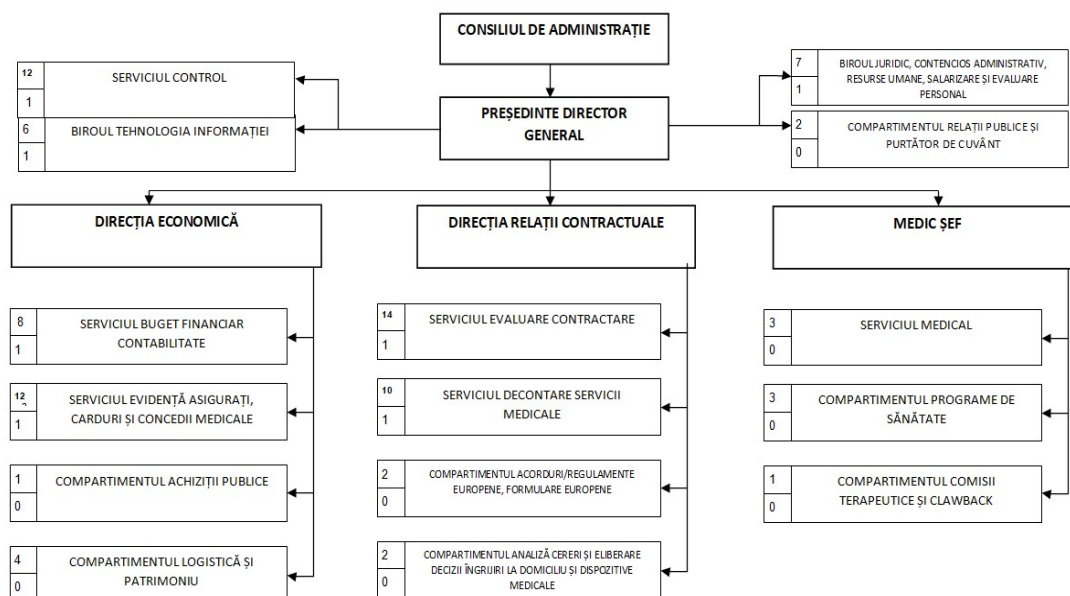 CONSILIUL DE ADMINISTRAȚIE
12
1
SERVICIUL CONTROL
6
1
BIROUL TEHNOLOGIA INFORMAȚIEI
PREȘEDINTE DIRECTOR
GENERAL
7
1
BIROUL JURIDIC, CONTENCIOS ADMINISTRATIV,
RESURSE UMANE, SALARIZARE ȘI EVALUARE
PERSONAL
2
0
COMPARTIMENTUL RELAȚII PUBLICE ȘI
PURTĂTOR DE CUVÂNT
DIRECȚIA ECONOMICĂ
8
1
SERVICIUL BUGET FINANCIAR
CONTABILITATE
12
1
SERVICIUL EVIDENȚĂ ASIGURAȚI,
CARDURI ȘI CONCEDII MEDICALE
1
0
COMPARTIMENTUL ACHIZIȚII PUBLICE
4
0
COMPARTIMENTUL LOGISTICĂ ȘI
PATRIMONIU
DIRECȚIA RELAȚII CONTRACTUALE
14
1
SERVICIUL EVALUARE CONTRACTARE
10
1
SERVICIUL DECONTARE SERVICII
MEDICALE
2
0
COMPARTIMENTUL ACORDURI/REGULAMENTE
EUROPENE, FORMULARE EUROPENE
2
0
COMPARTIMENTUL ANALIZĂ CERERI ȘI ELIBERARE
DECIZII ÎNGRIJIRI LA DOMICILIU ȘI DISPOZITIVE
MEDICALE
MEDIC ȘEF
3
0
SERVICIUL MEDICAL
3
0
COMPARTIMENTUL PROGRAME DE
SĂNĂTATE
1
0
COMPARTIMENTUL COMISII
TERAPEUTICE ȘI CLAWBACK